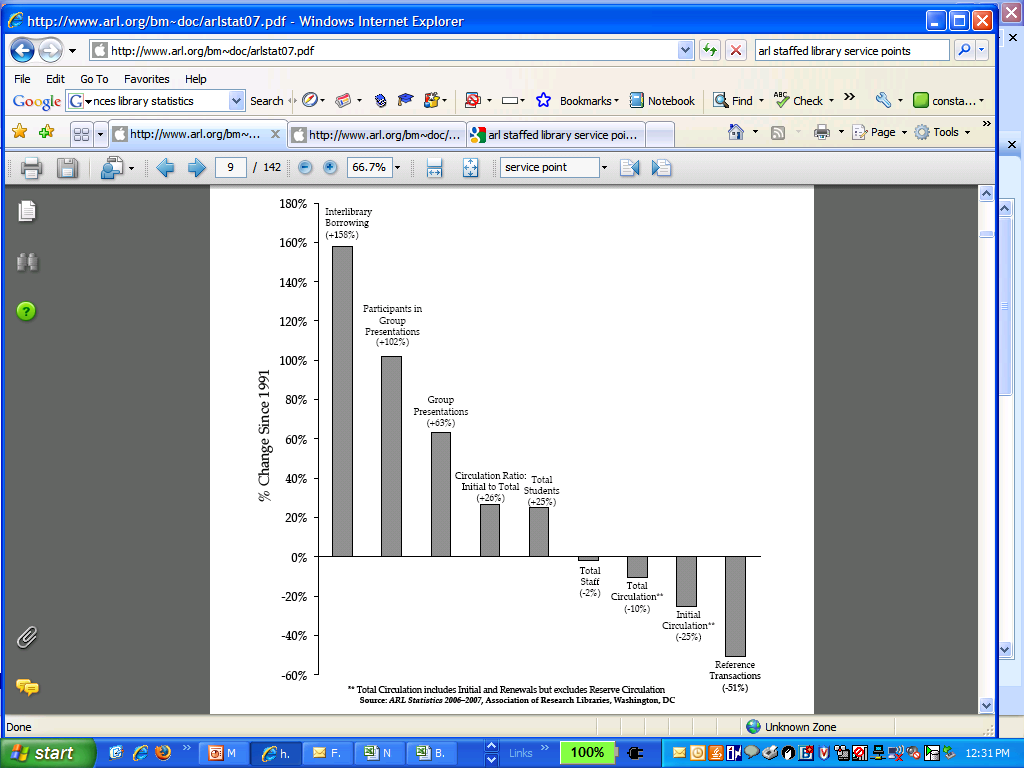 http://www.arl.org/bm~doc/arlstat07.pdf - Windows Internet Explorer
http://www.arl.org/bm~doc/arlstat07.pdf
arl staffed library service points
File Edit Go To Favorites Help
Google nces library statistics Search Bookmarks Notebook Find ABC Check consta...
http://www.arl.org/bm~... http://www.arl.org/bm~doc/... arl staffed library service poi... Page Tools
9 / 142 66.7% service point
180%
160%
140%
120%
100%
80%
60%
40%
20%
0%
-20%
-40%
-60%
% Change Since 1991
Interlibrary
Borrowing
(+158%)
Participants in
Group
Presentations
(+102%)
Group
Presentations
(+63%)
Circulation Ratio:
Initial to Total
(+26%)
Total
Students
(+25%)
Total
Staff
(-2%)
Total
Circulation**
(-10%)
Initial
Circulation**
(-25%)
Reference
Transactions
(-51%)
** Total Circulation includes Initial and Renewals but excludes Reserve Circulation
Source: ARL Statistics 2006–2007, Association of Research Libraries, Washington, DC
Done Unknown Zone
start M h. F. N B. Links 100% 12:31 PM